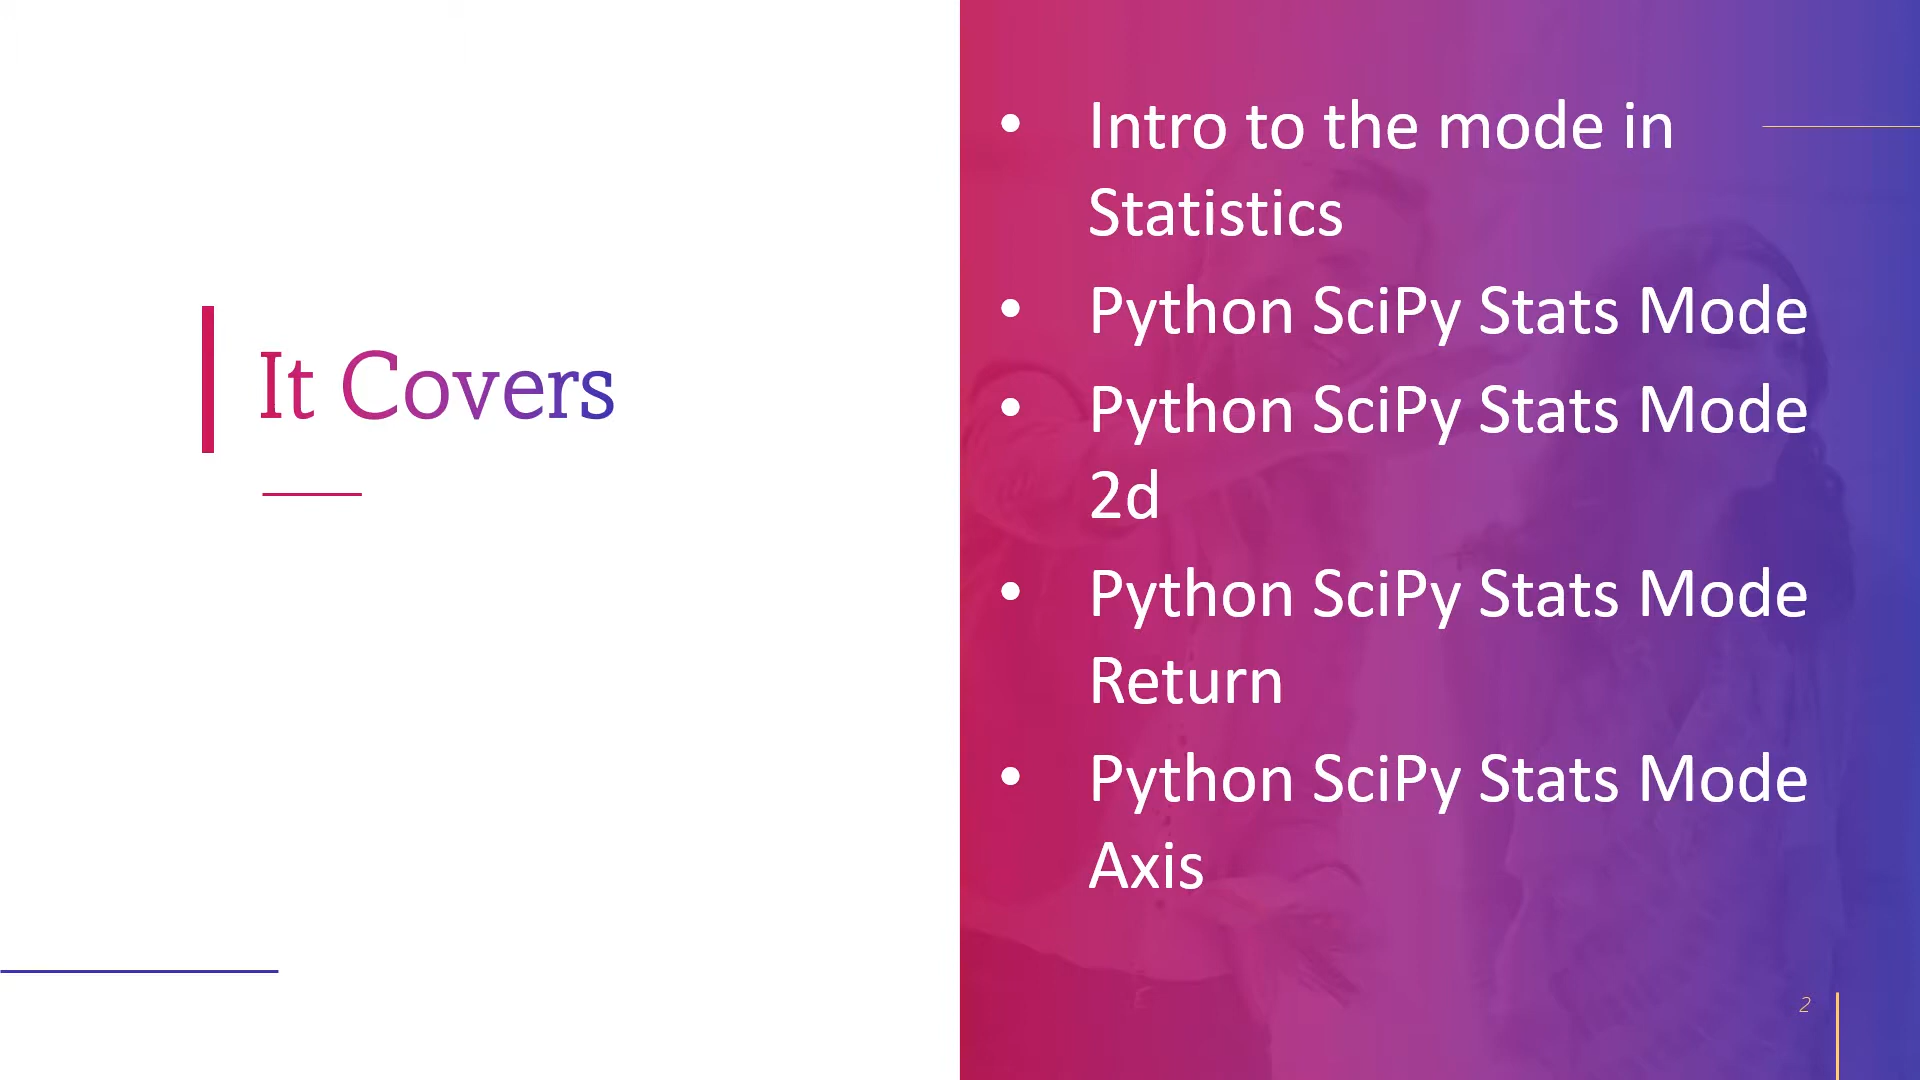 It Covers
• Intro to the mode in
Statistics
• Python SciPy Stats Mode
• Python SciPy Stats Mode
2d
• Python SciPy Stats Mode
Return
• Python SciPy Stats Mode
Axis
2